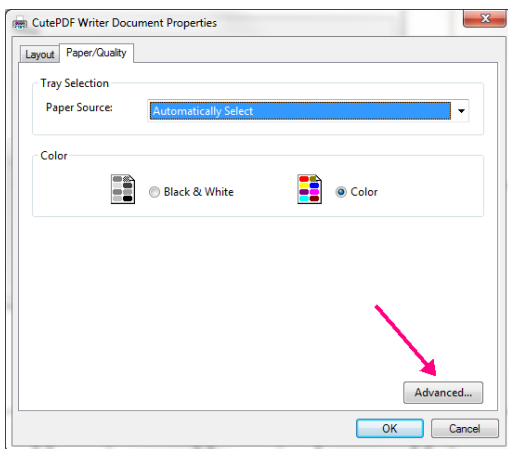 CutePDF Writer Document Properties
Layout Paper/Quality
Tray Selection
Paper Source: Automatically Select
Color
Black & White Color
Advanced...
OK Cancel